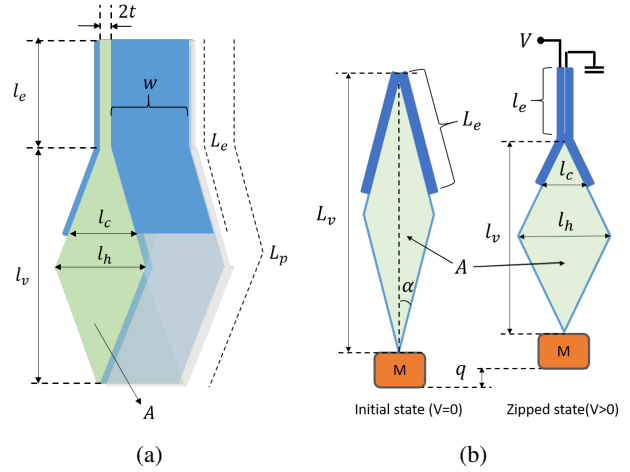 2t
l_e
w
L_e
l_c
l_v
l_h
L_p
A
(a)
V
l_e
L_e
l_c
L_v
l_v
l_h
A
α
M
M
q
Initial state (V=0)
Zipped state(V>0)
(b)